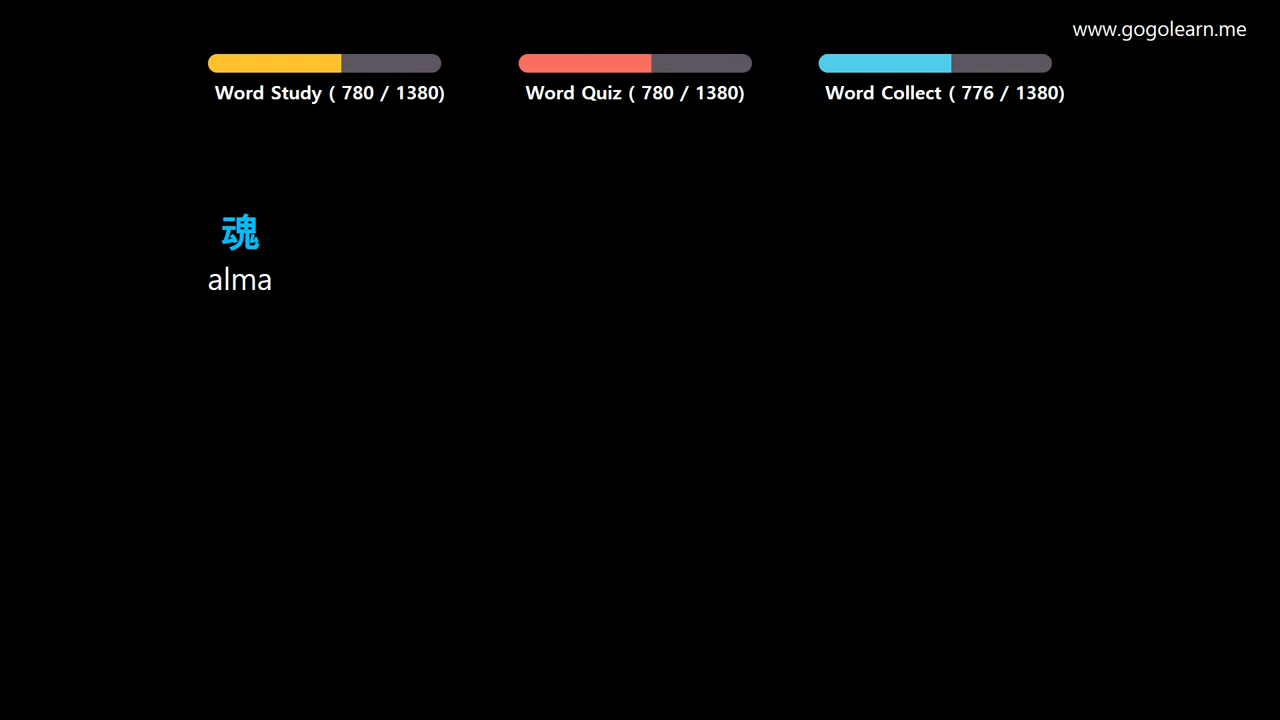 www.gogolearn.me
Word Study ( 780 / 1380)
Word Quiz ( 780 / 1380)
Word Collect ( 776 / 1380)
魂
alma